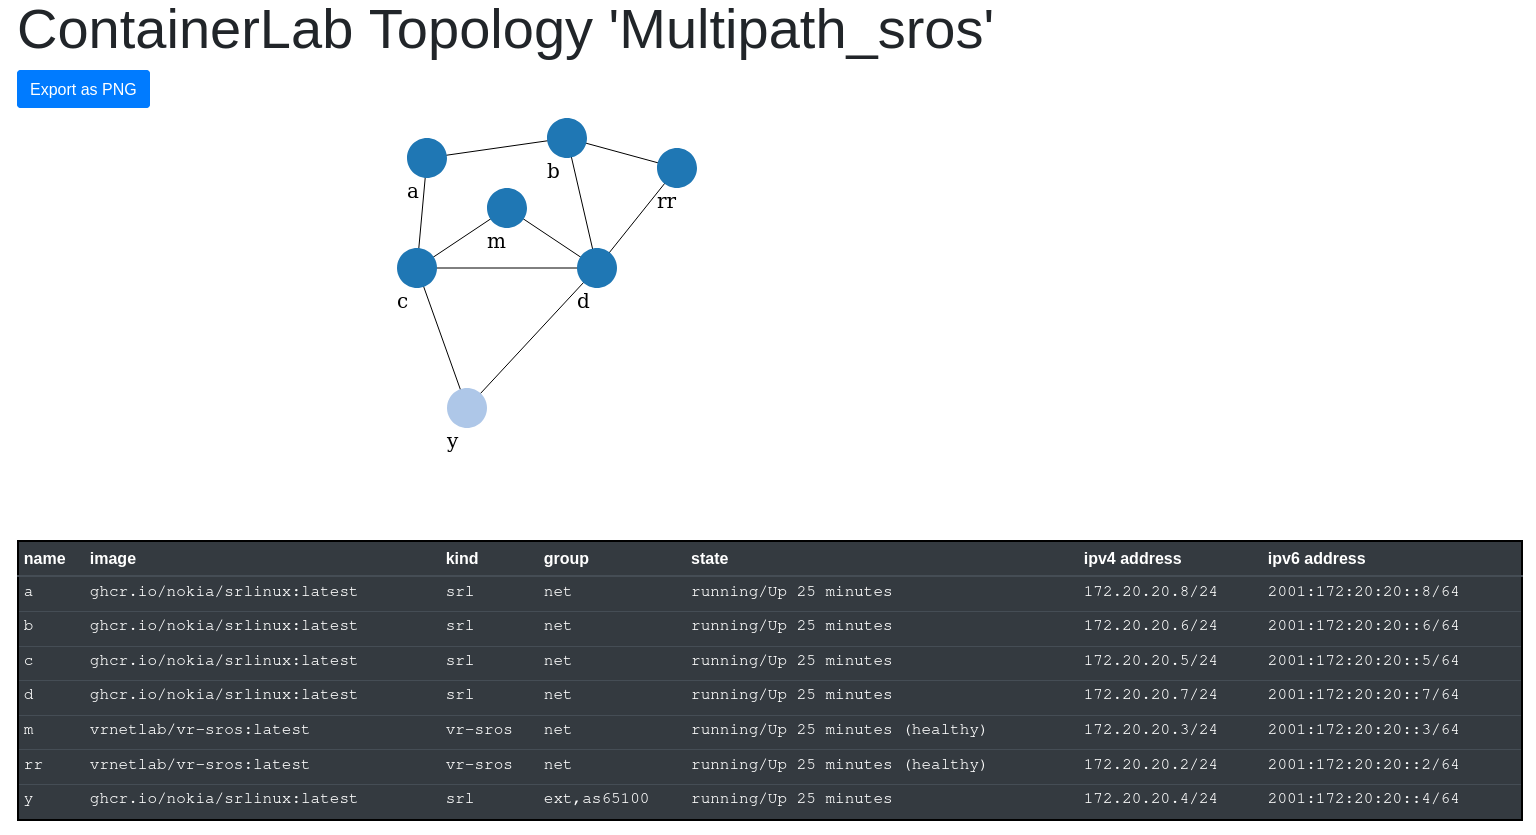 ContainerLab Topology 'Multipath_sros'
Export as PNG
b
a
rr
m
c
d
y
name image kind group state ipv4 address ipv6 address
a ghcr.io/nokia/srlinux:latest srl net running/Up 25 minutes 172.20.20.8/24 2001:172:20:20::8/64
b ghcr.io/nokia/srlinux:latest srl net running/Up 25 minutes 172.20.20.6/24 2001:172:20:20::6/64
c ghcr.io/nokia/srlinux:latest srl net running/Up 25 minutes 172.20.20.5/24 2001:172:20:20::5/64
d ghcr.io/nokia/srlinux:latest srl net running/Up 25 minutes 172.20.20.7/24 2001:172:20:20::7/64
m vrnetlab/vr-sros:latest vr-sros net running/Up 25 minutes (healthy) 172.20.20.3/24 2001:172:20:20::3/64
rr vrnetlab/vr-sros:latest vr-sros net running/Up 25 minutes (healthy) 172.20.20.2/24 2001:172:20:20::2/64
y ghcr.io/nokia/srlinux:latest srl ext,as65100 running/Up 25 minutes 172.20.20.4/24 2001:172:20:20::4/64